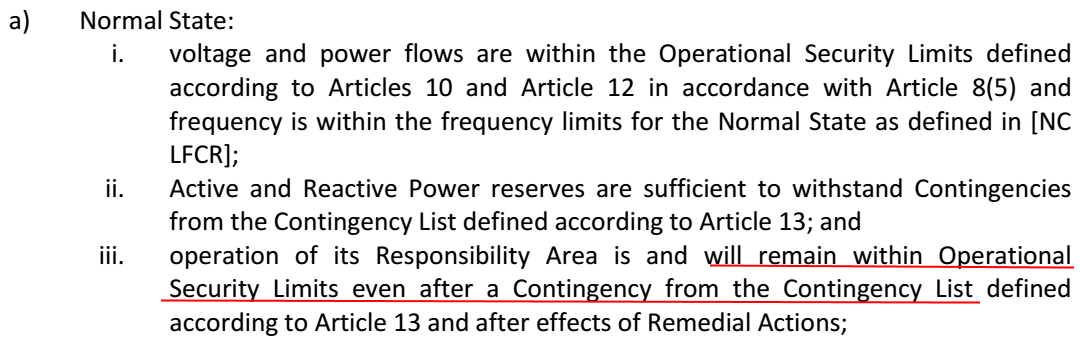 a) Normal State:
i. voltage and power flows are within the Operational Security Limits defined
according to Articles 10 and Article 12 in accordance with Article 8(5) and
frequency is within the frequency limits for the Normal State as defined in [NC
LFCR];
ii. Active and Reactive Power reserves are sufficient to withstand Contingencies
from the Contingency List defined according to Article 13; and
iii. operation of its Responsibility Area is and will remain within Operational
Security Limits even after a Contingency from the Contingency List defined
according to Article 13 and after effects of Remedial Actions;